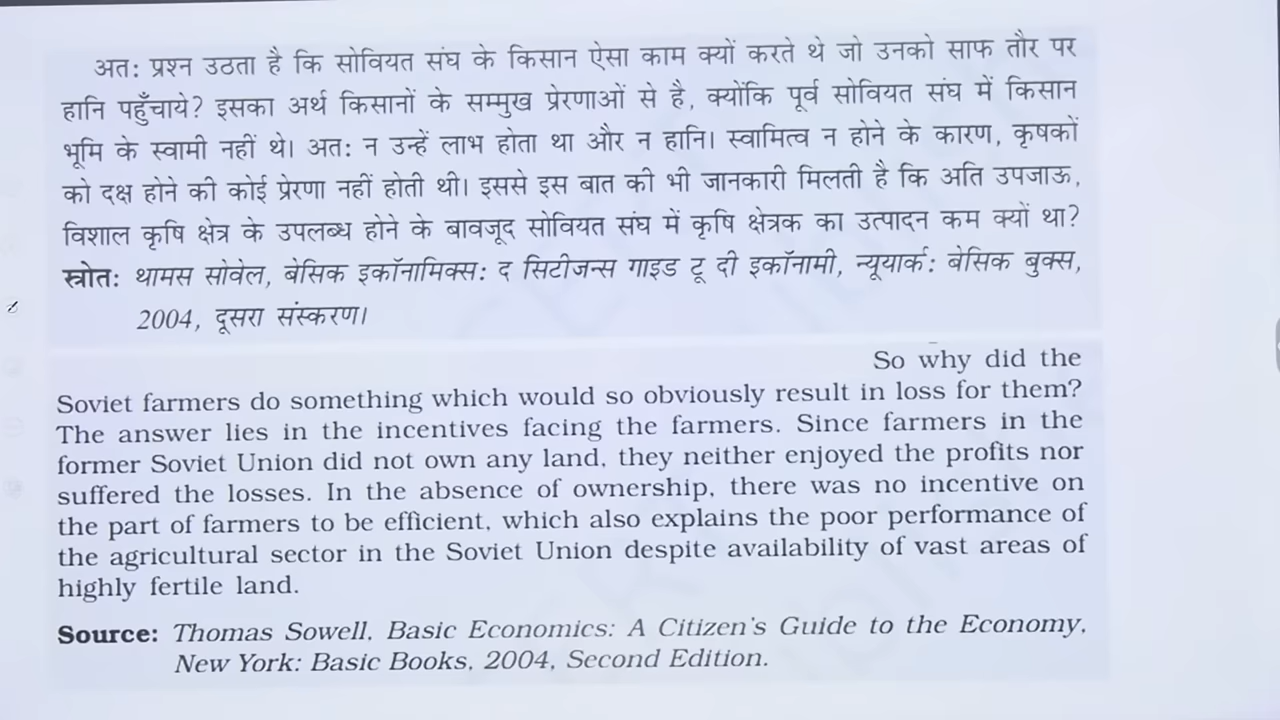 अतः प्रश्न उठता है कि सोवियत संघ के किसान ऐसा काम क्यों करते थे जो उनको साफ तौर पर
हानि पहुँचाये? इसका अर्थ किसानों के सम्मुख प्रेरणाओं से है, क्योंकि पूर्व सोवियत संघ में किसान
भूमि के स्वामी नहीं थे। अतः न उन्हें लाभ होता था और न हानि। स्वामित्व न होने के कारण, कृषकों
को दक्ष होने की कोई प्रेरणा नहीं होती थी। इससे इस बात की भी जानकारी मिलती है कि अति उपजाऊ,
विशाल कृषि क्षेत्र के उपलब्ध होने के बावजूद सोवियत संघ में कृषि क्षेत्रक का उत्पादन कम क्यों था?
स्त्रोतः थामस सोवेल, बेसिक इकॉनामिक्स: द सिटीजन्स गाइड टू दी इकॉनामी, न्यूयार्क: बेसिक बुक्स,
2004, दूसरा संस्करण।
So why did the
Soviet farmers do something which would so obviously result in loss for them?
The answer lies in the incentives facing the farmers. Since farmers in the
former Soviet Union did not own any land, they neither enjoyed the profits nor
suffered the losses. In the absence of ownership, there was no incentive on
the part of farmers to be efficient, which also explains the poor performance of
the agricultural sector in the Soviet Union despite availability of vast areas of
highly fertile land.
Source: Thomas Sowell, Basic Economics: A Citizen's Guide to the Economy,
New York: Basic Books, 2004, Second Edition.